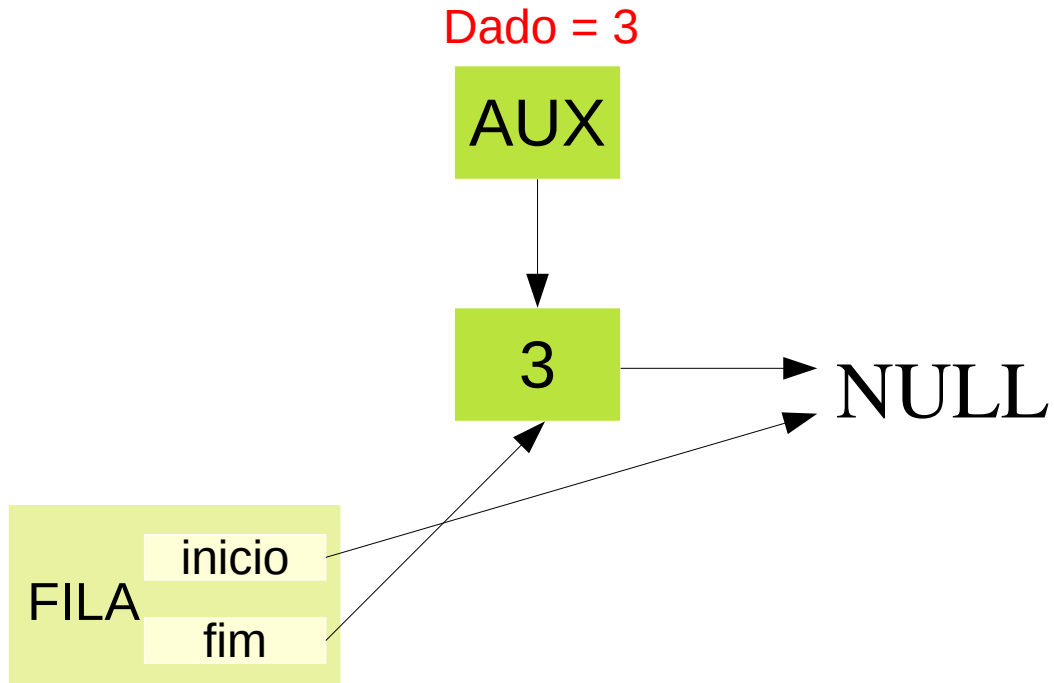 Dado = 3
AUX
3
NULL
inicio
FILA
fim